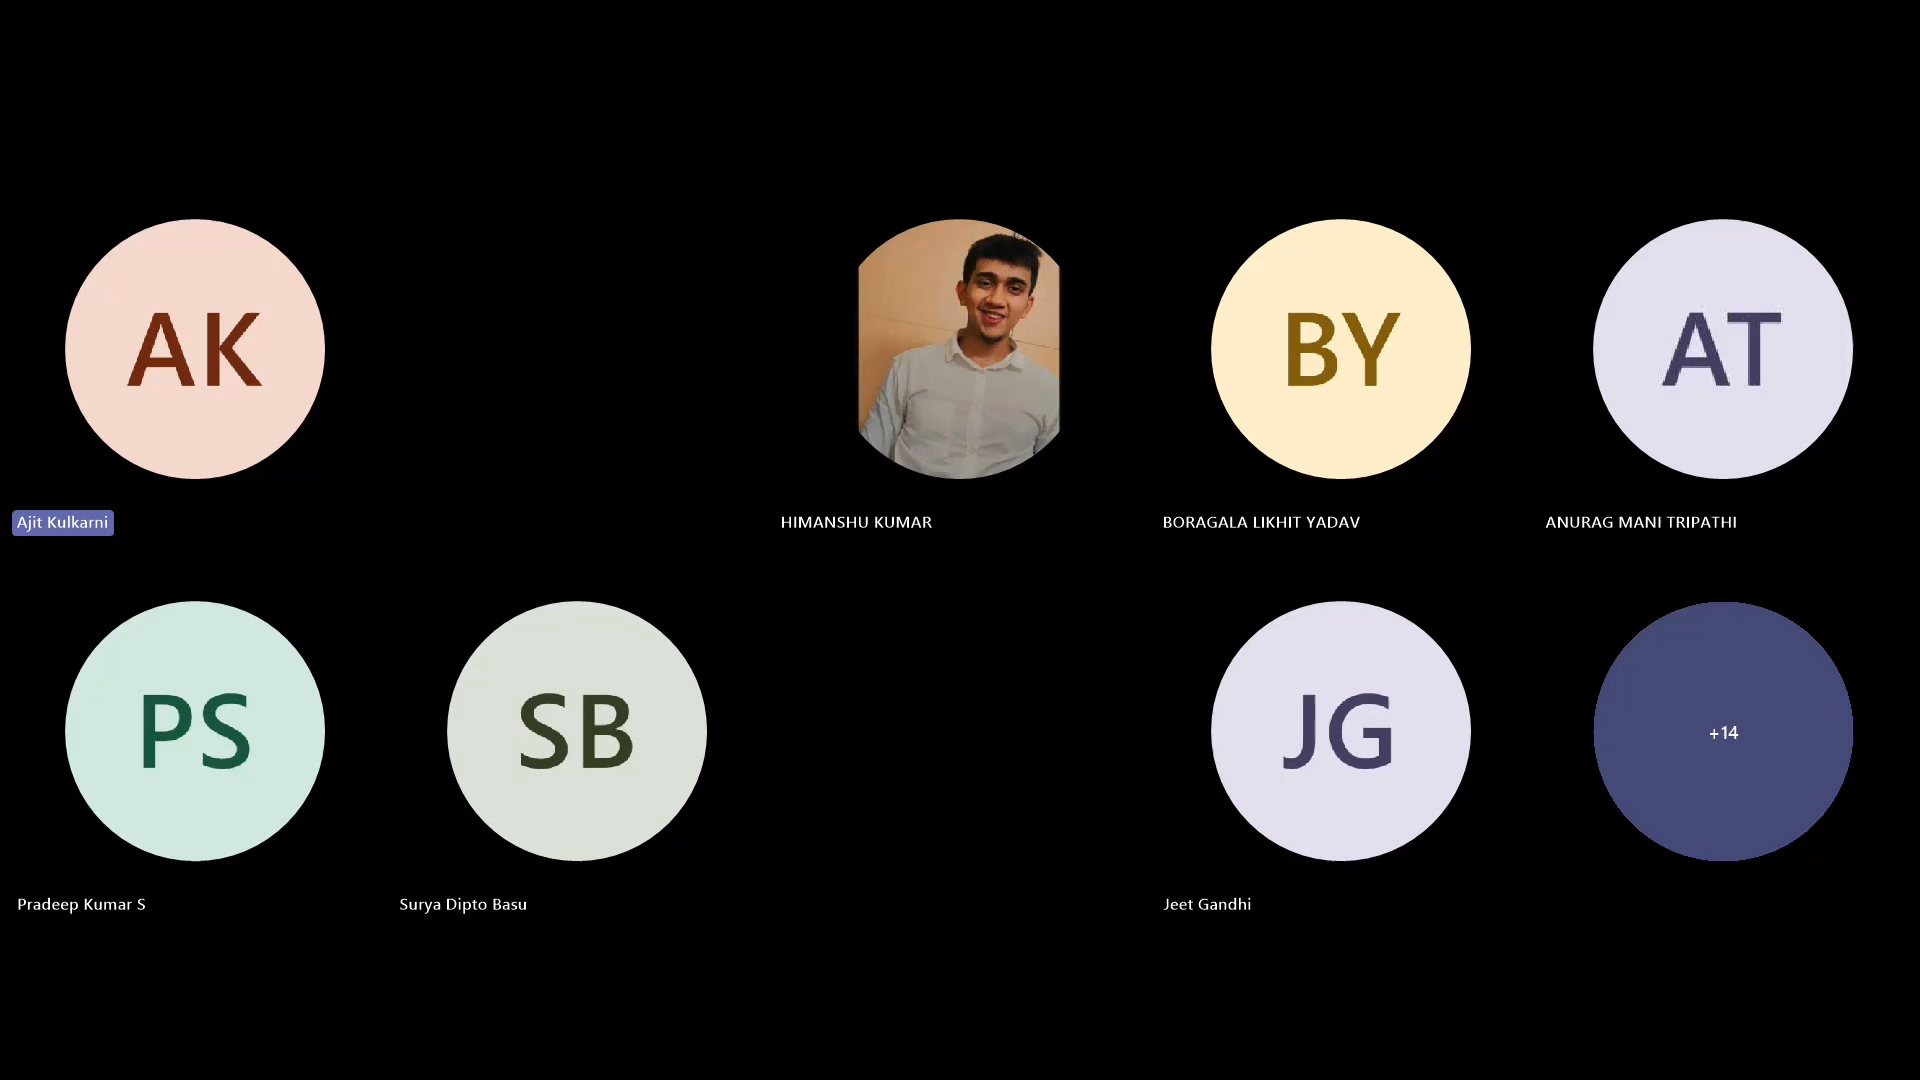 AK
BY
AT
Ajit Kulkarni
HIMANSHU KUMAR
BORAGALA LIKHIT YADAV
ANURAG MANI TRIPATHI
PS
SB
JG
+14
Pradeep Kumar S
Surya Dipto Basu
Jeet Gandhi